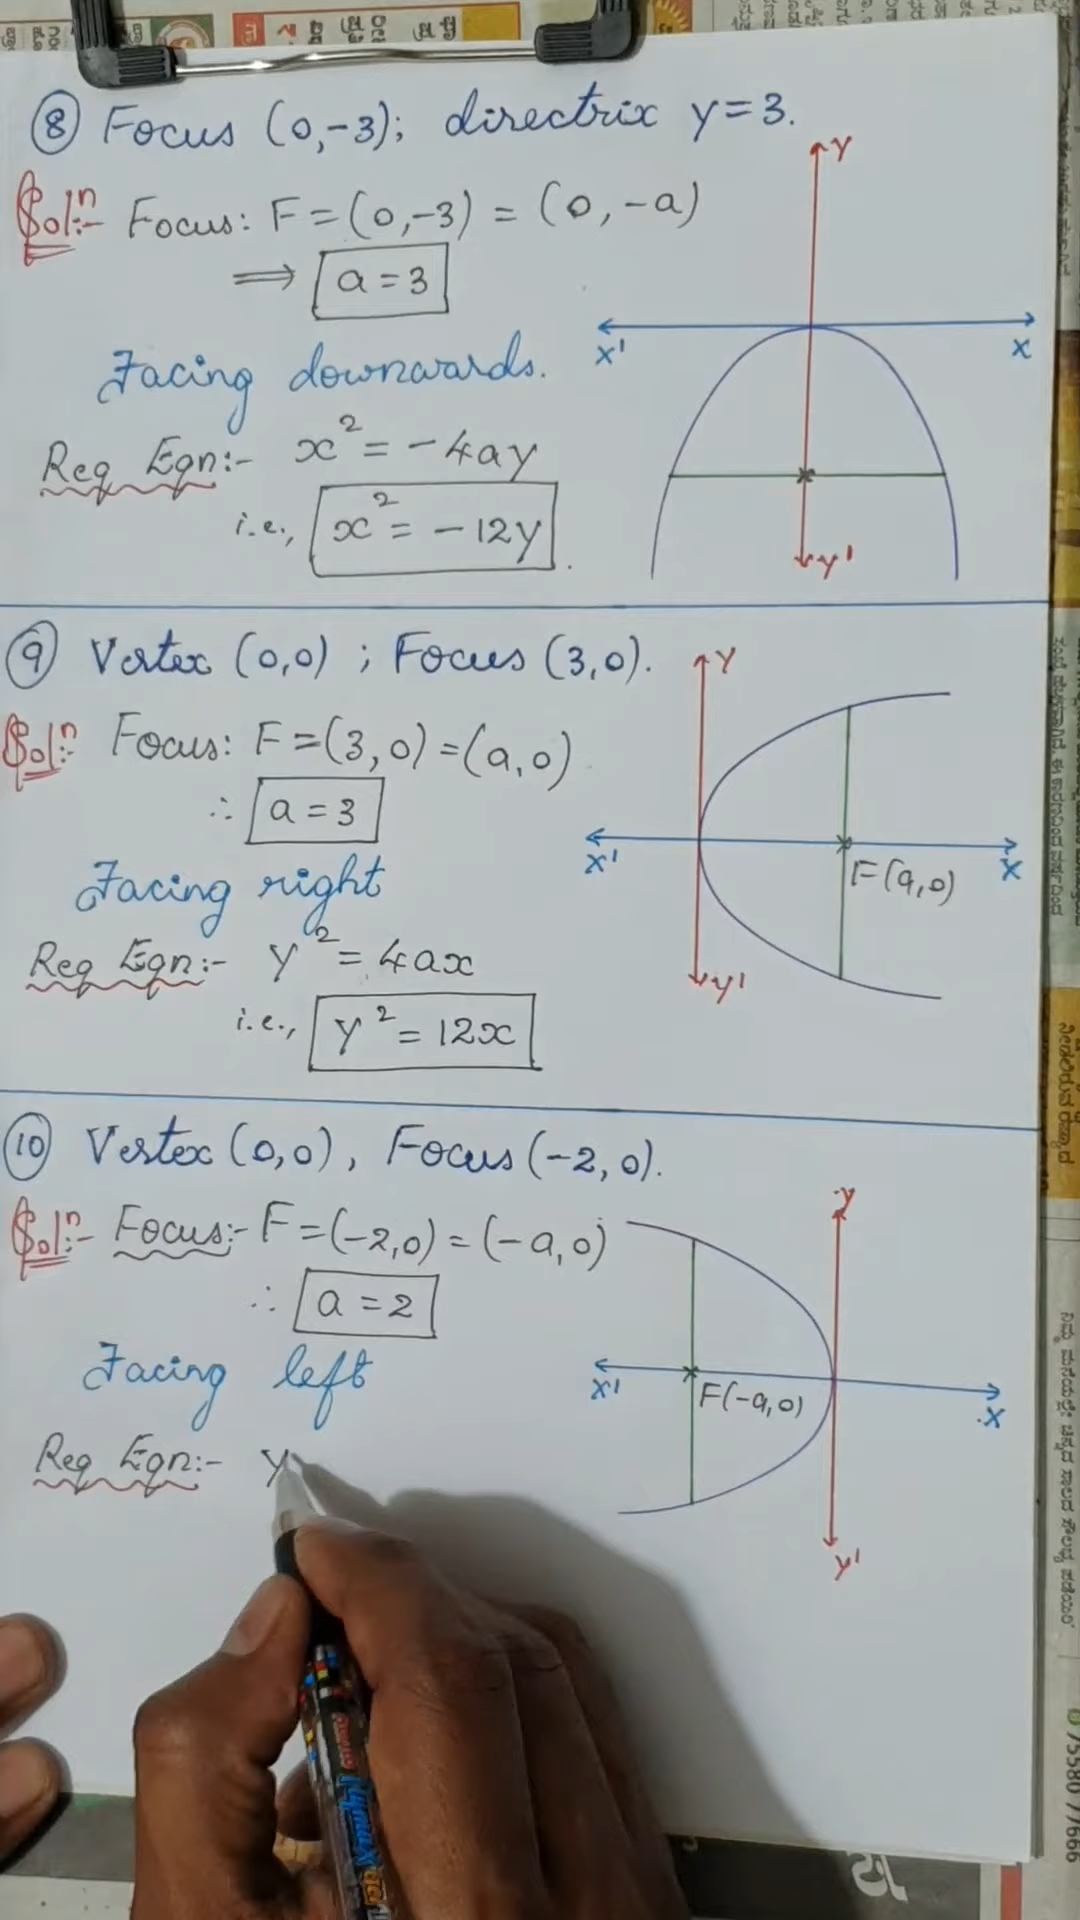 8 Focus (0,-3); directrix y=3.
Solⁿ:- Focus: F = (0,-3) = (0,-a)
⟹ a = 3
Facing downwards.
Req Eqn:- x² = -4ay
i.e., x² = -12y.
Y
X' X
Y'
9 Vertex (0,0) ; Focus (3,0).
Solⁿ:- Focus: F = (3,0) = (a,0)
∴ a = 3
Facing right
Req Eqn:- y² = 4ax
i.e., y² = 12x
Y
X' X
F(a,0)
Y'
10 Vertex (0,0), Focus (-2,0).
Solⁿ:- Focus:- F = (-2,0) = (-a,0)
∴ a = 2
Facing left
Req Eqn:- y
Y
X' X
F(-a,0)
Y'
75580 77666